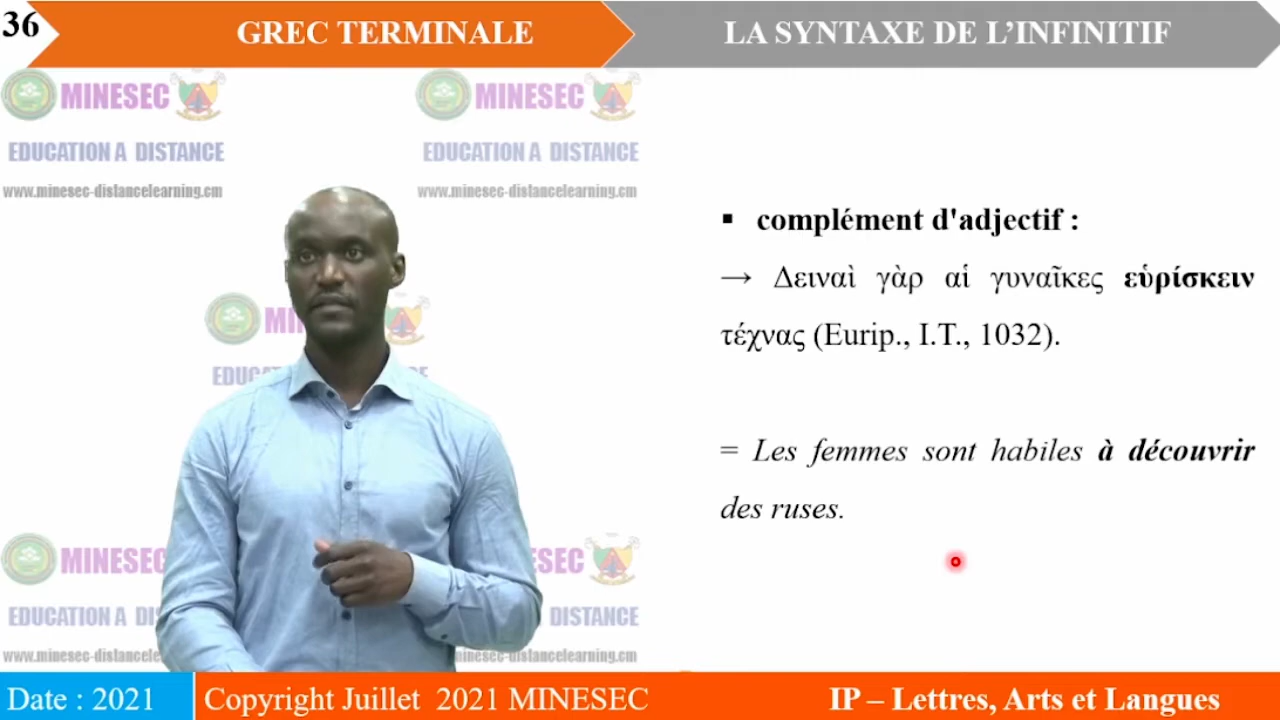 36
GREC TERMINALE
LA SYNTAXE DE L’INFINITIF
MINESEC
MINESEC
EDUCATION A DISTANCE
EDUCATION A DISTANCE
www.minesec-distancelearning.cm
www.minesec-distancelearning.cm
▪ complément d'adjectif :
→ Δειναὶ γὰρ αἱ γυναῖκες εὑρίσκειν
τέχνας (Eurip., I.T., 1032).
= Les femmes sont habiles à découvrir
des ruses.
MINESEC
EDUCATION A
DISTANCE
Date : 2021
Copyright Juillet 2021 MINESEC
IP – Lettres, Arts et Langues